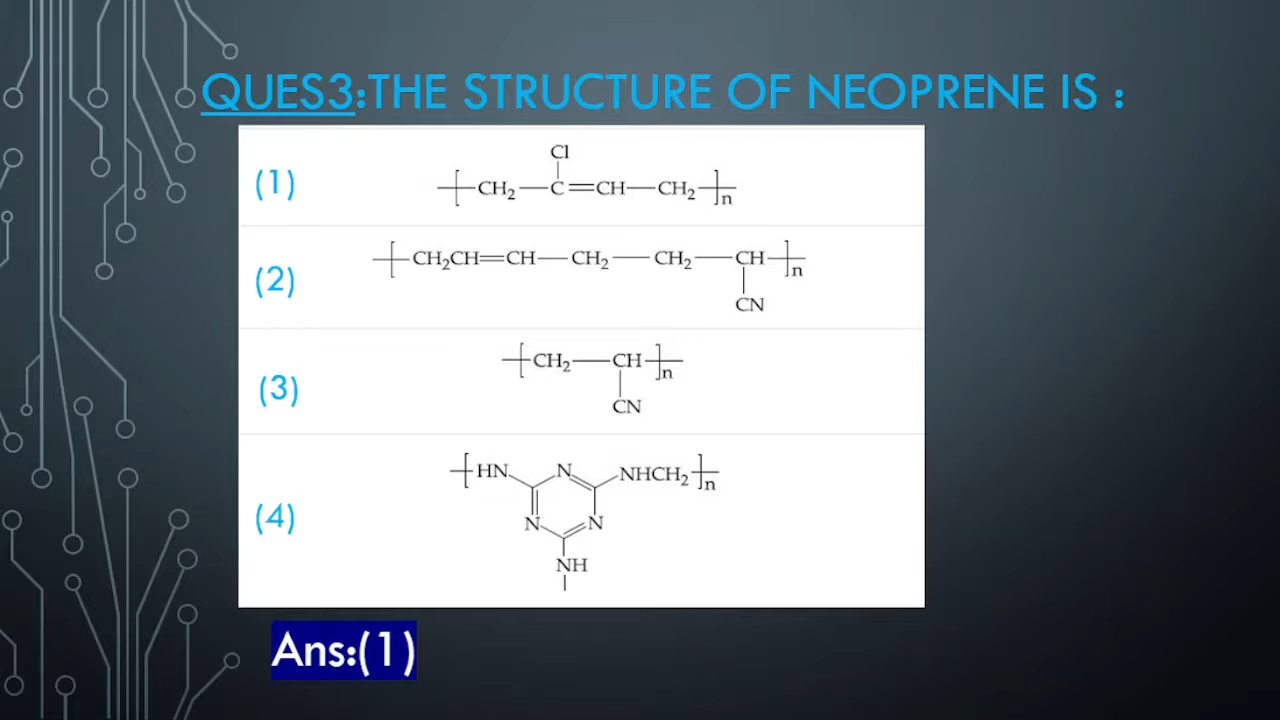 QUES3:THE STRUCTURE OF NEOPRENE IS :
(1)
Cl
[CH2—C=CH—CH2]n
(2)
[CH2CH=CH—CH2—CH2—CH]n
CN
(3)
[CH2—CH]n
CN
(4)
[HN N NHCH2]n
N N
NH
Ans:(1)